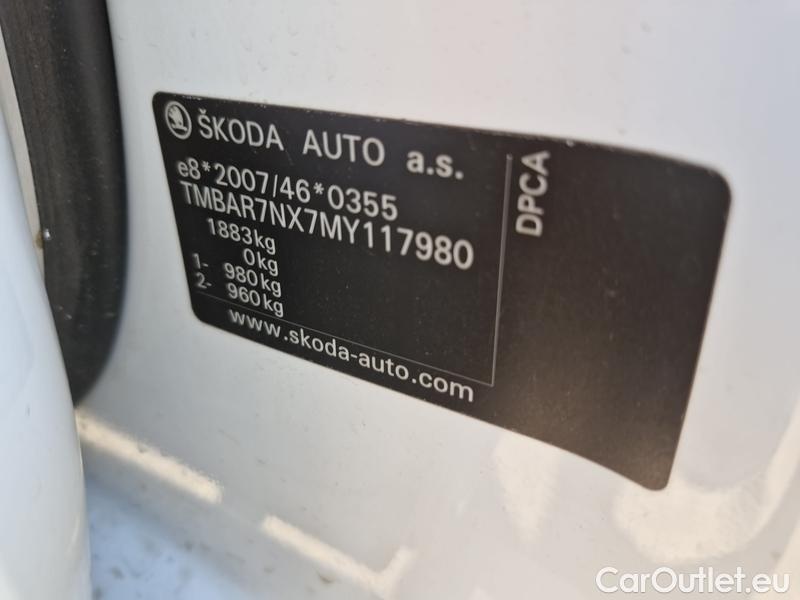 ŠKODA AUTO a.s.
e8*2007/46*0355
TMBAR7NX7MY117980
1883kg
0kg
1- 980kg
2- 960kg
www.skoda-auto.com
DPCA
CarOutlet.eu